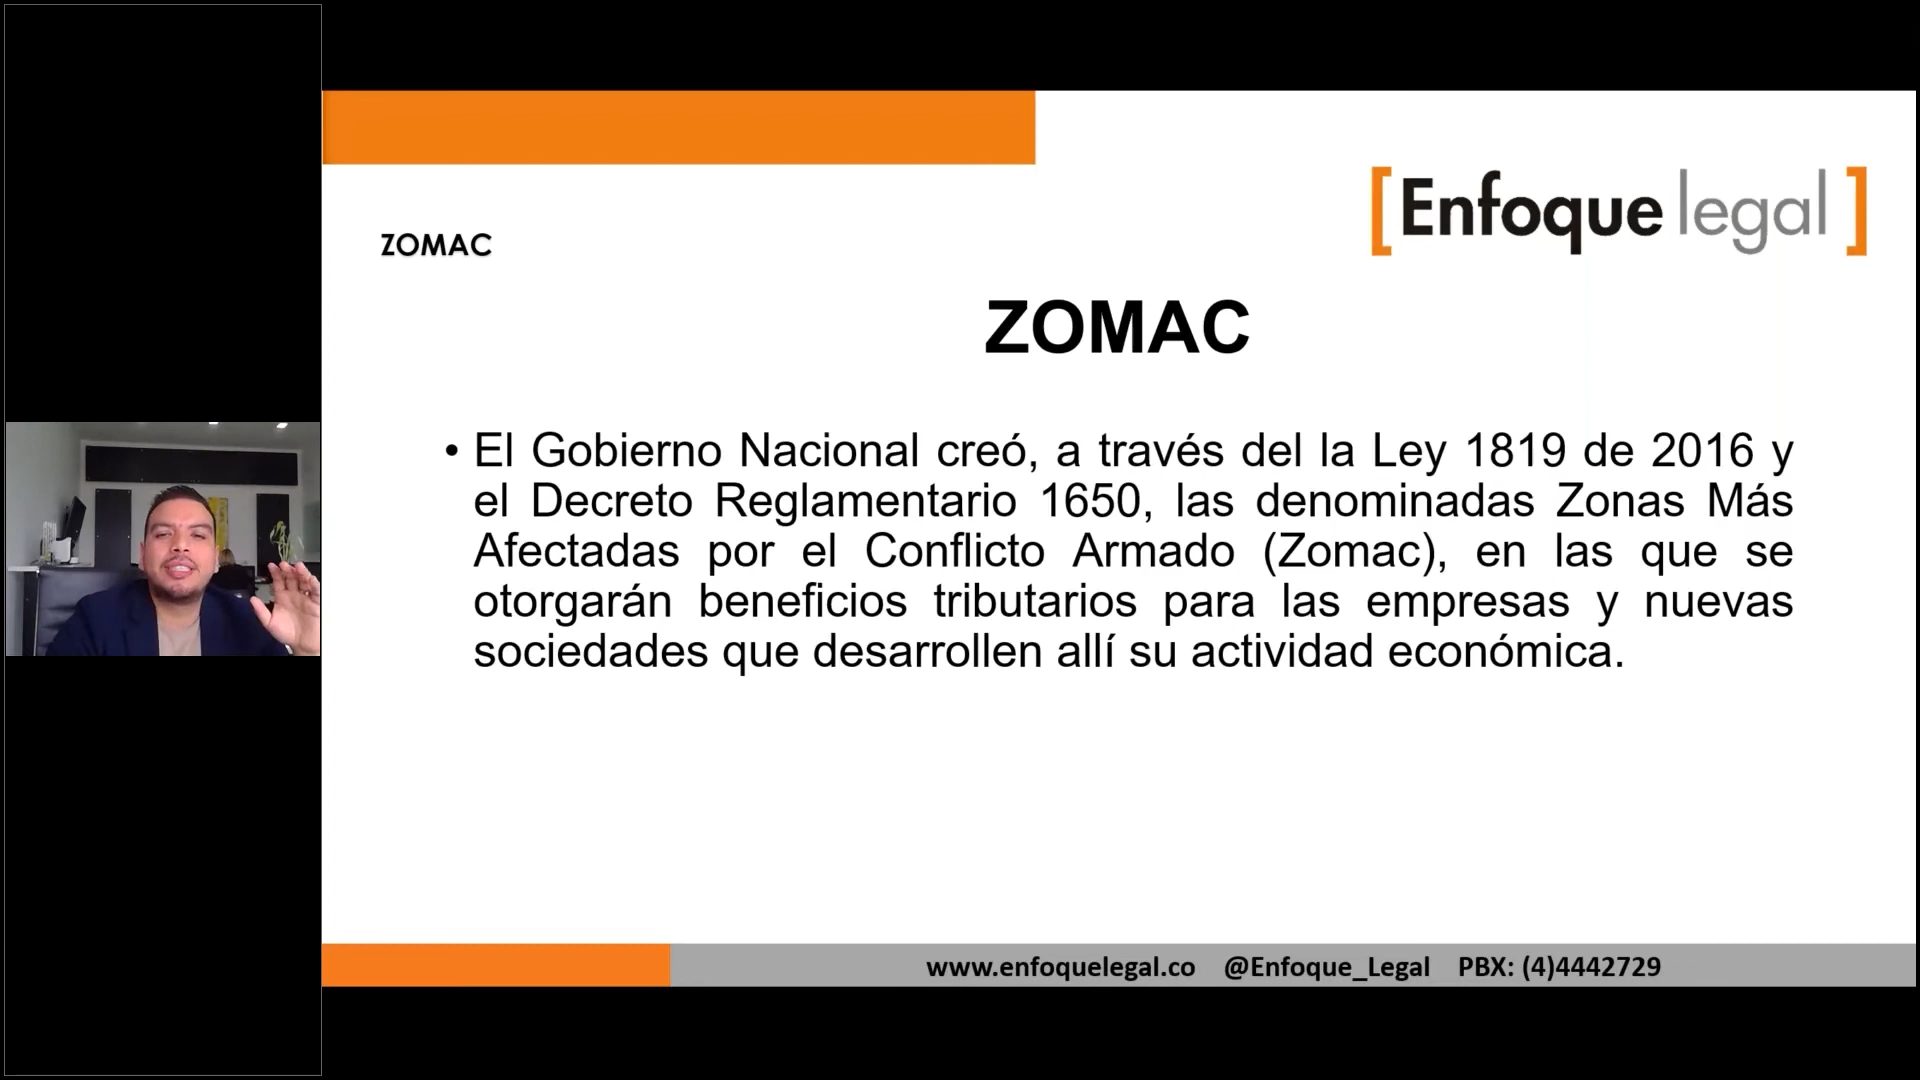 [Enfoque legal]
ZOMAC
ZOMAC
• El Gobierno Nacional creó, a través del la Ley 1819 de 2016 y
el Decreto Reglamentario 1650, las denominadas Zonas Más
Afectadas por el Conflicto Armado (Zomac), en las que se
otorgarán beneficios tributarios para las empresas y nuevas
sociedades que desarrollen allí su actividad económica.
www.enfoquelegal.co @Enfoque_Legal PBX: (4)4442729